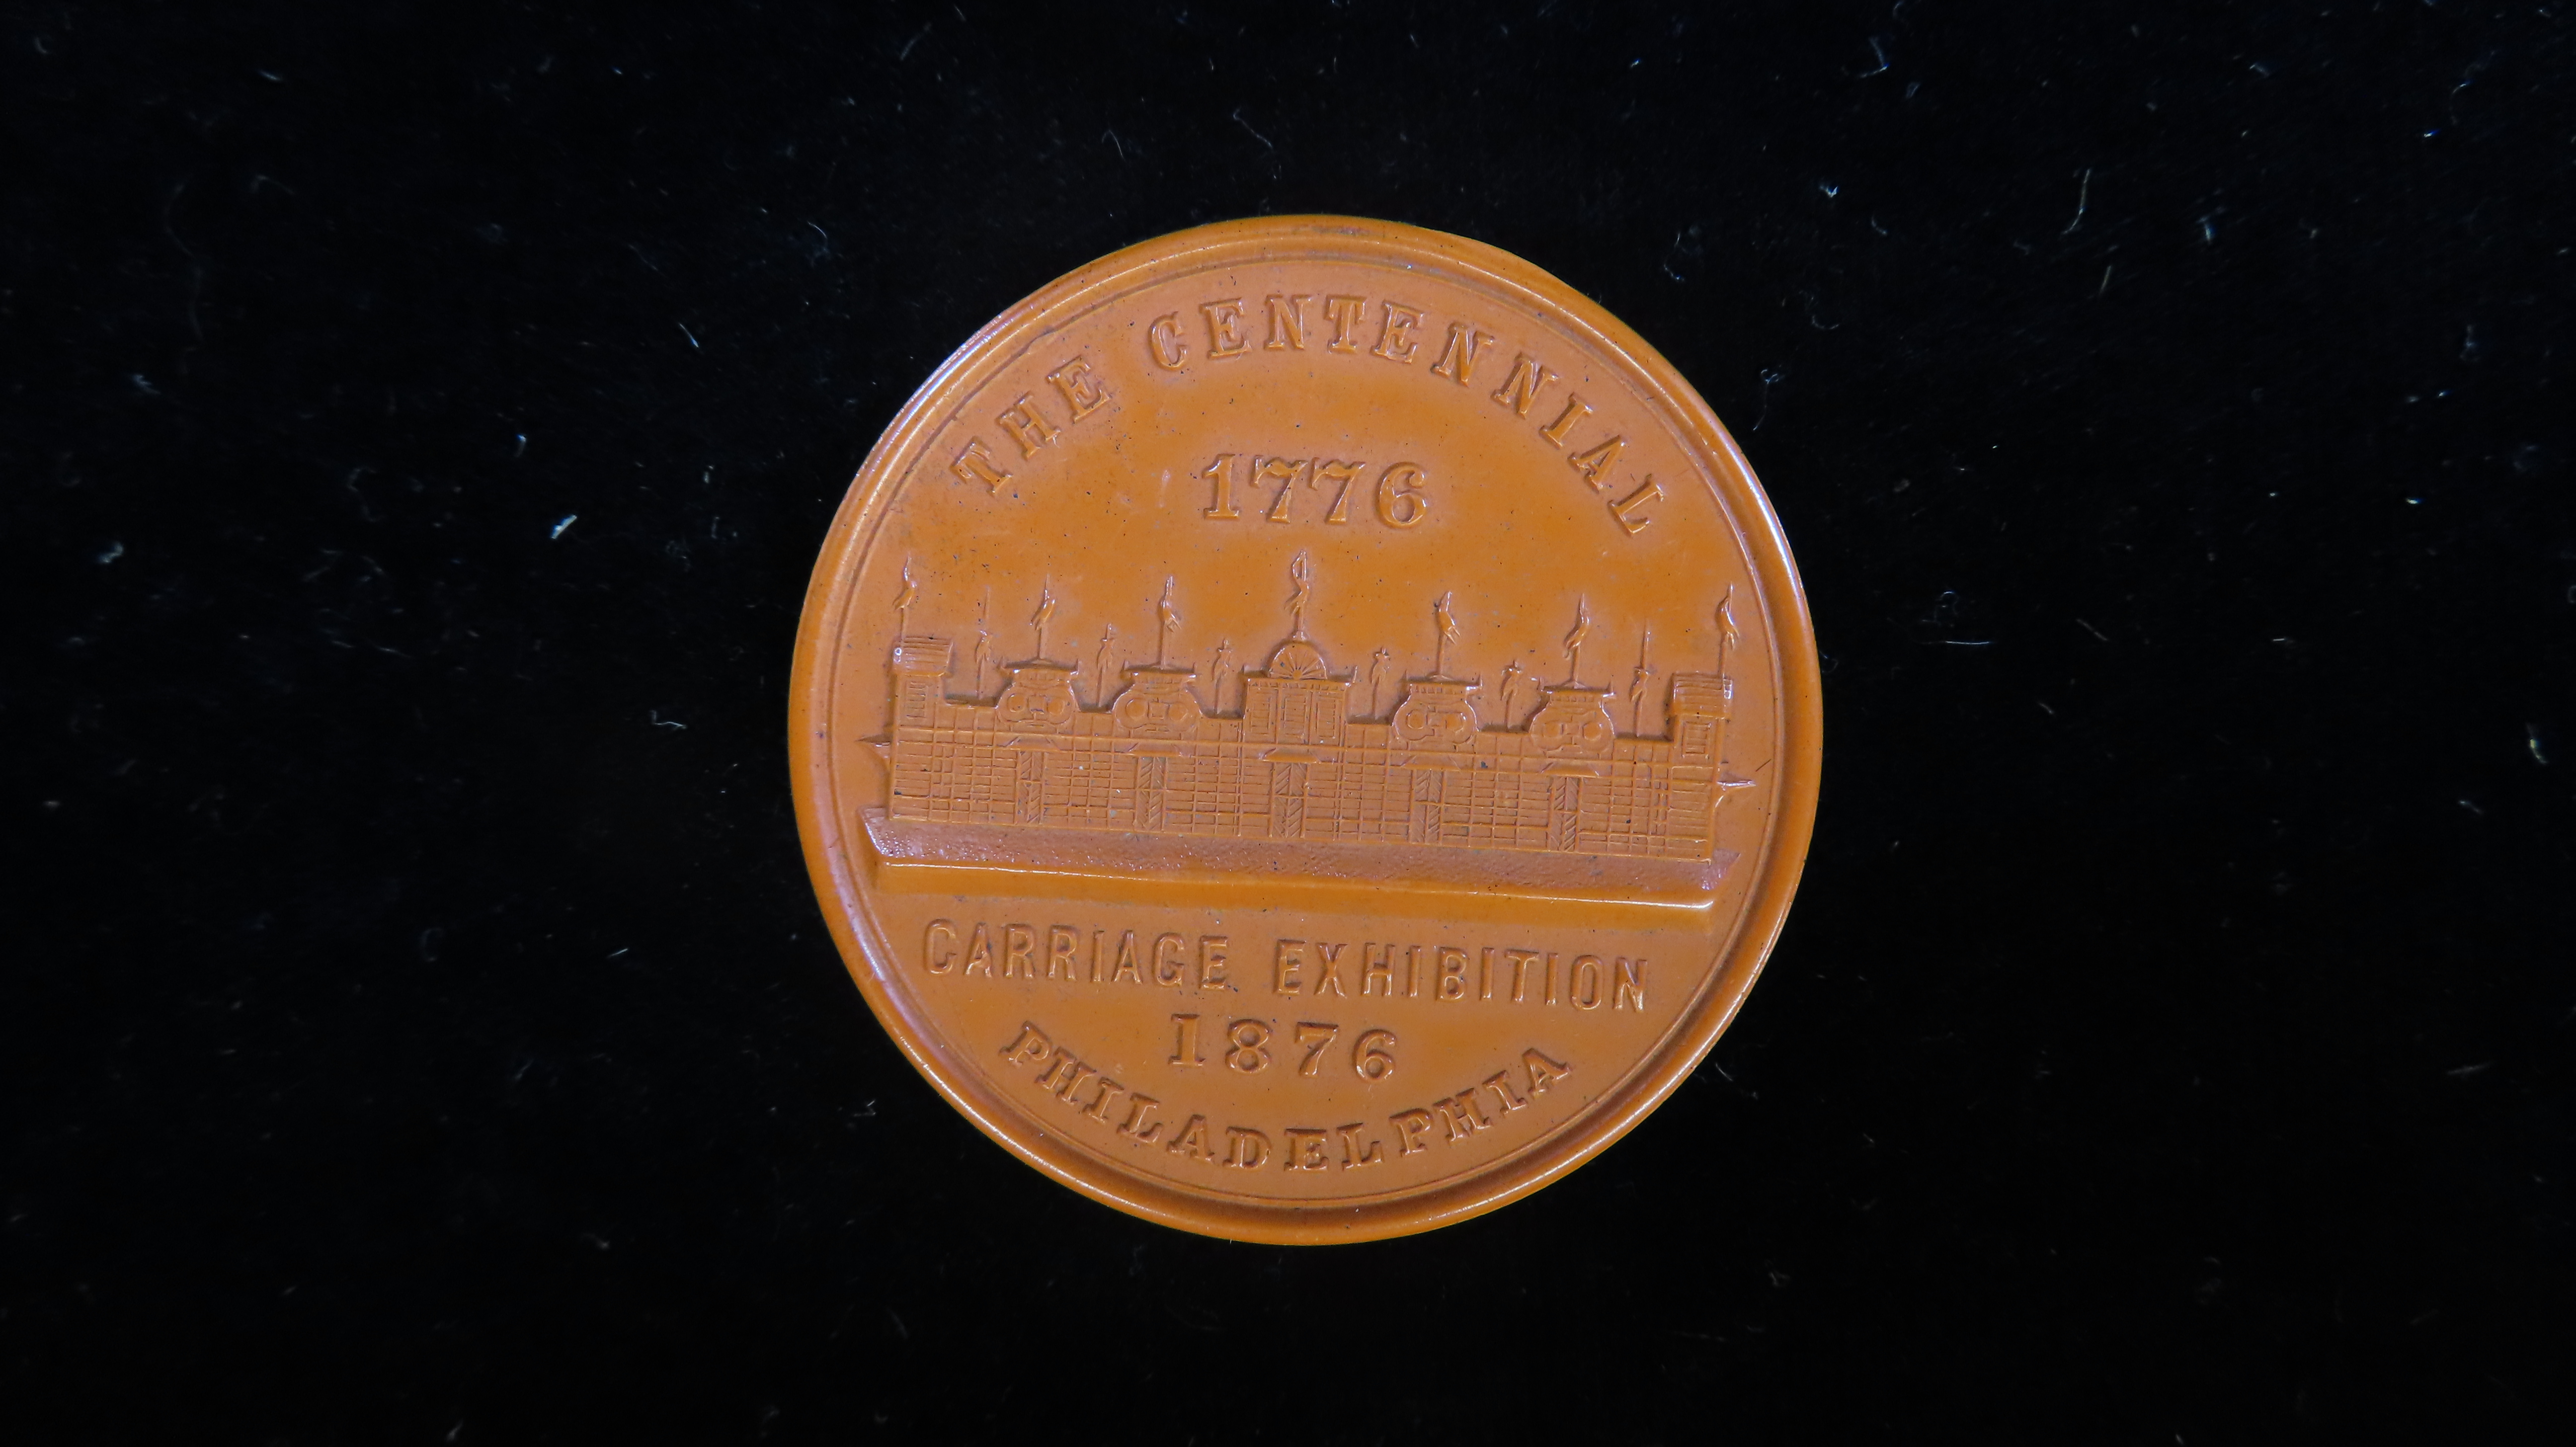 THE CENTENNIAL
1776
CARRIAGE EXHIBITION
1876
PHILADELPHIA